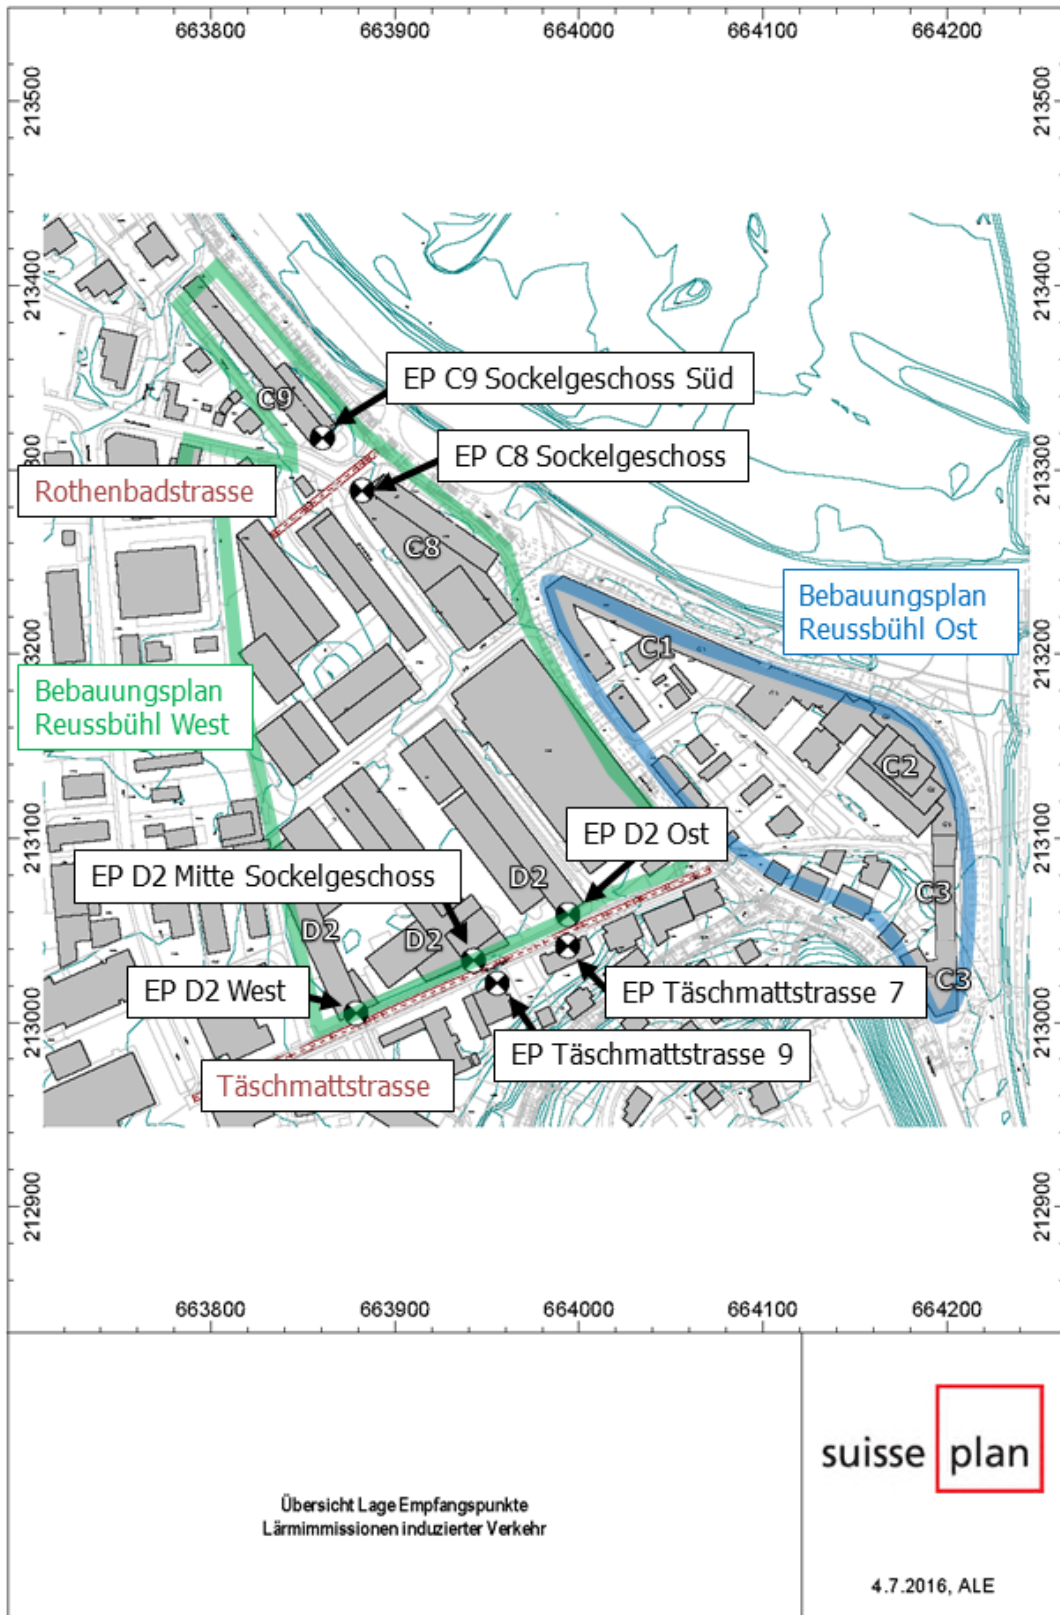 663800 663900 664000 664100 664200
213500 213500
213400 213400
EP C9 Sockelgeschoss Süd
C9
EP C8 Sockelgeschoss
213300
Rothenbadstrasse
C8
Bebauungsplan
Reussbühl Ost
213200
C1
Bebauungsplan
Reussbühl West
C2
213100 213100
EP D2 Ost
EP D2 Mitte Sockelgeschoss
D2
C3
D2
D2
EP D2 West
EP Täschmattstrasse 7
C3
213000 213000
EP Täschmattstrasse 9
Täschmattstrasse
212900 212900
663800 663900 664000 664100 664200
Übersicht Lage Empfangspunkte
Lärmimmissionen induzierter Verkehr
suisse plan
4.7.2016, ALE